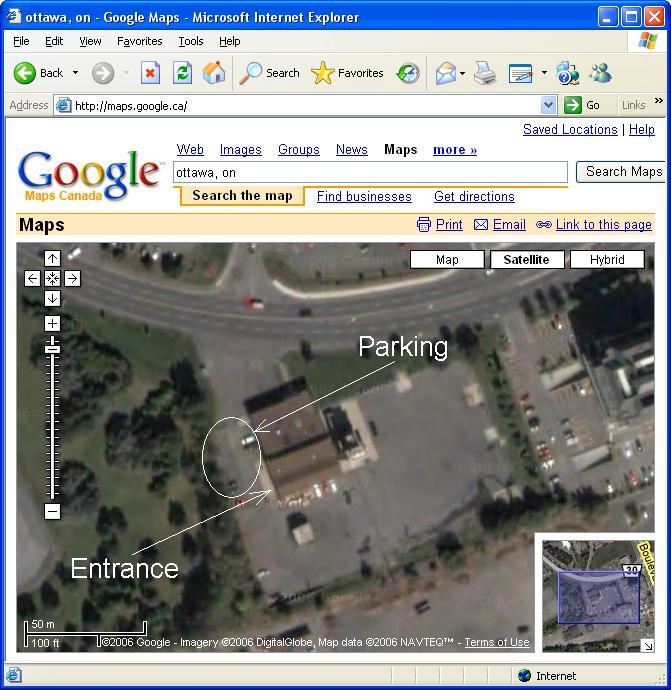 ottawa, on - Google Maps - Microsoft Internet Explorer
File Edit View Favorites Tools Help
Back Search Favorites
Address http://maps.google.ca/ Go Links »
Saved Locations | Help
Web Images Groups News Maps more »
Google™
Maps Canada
ottawa, on
Search Maps
Search the map Find businesses Get directions
Maps Print Email Link to this page
Map Satellite Hybrid
Parking
Entrance
30
50 m
100 ft
©2006 Google - Imagery ©2006 DigitalGlobe, Map data ©2006 NAVTEQ™ - Terms of Use
Internet